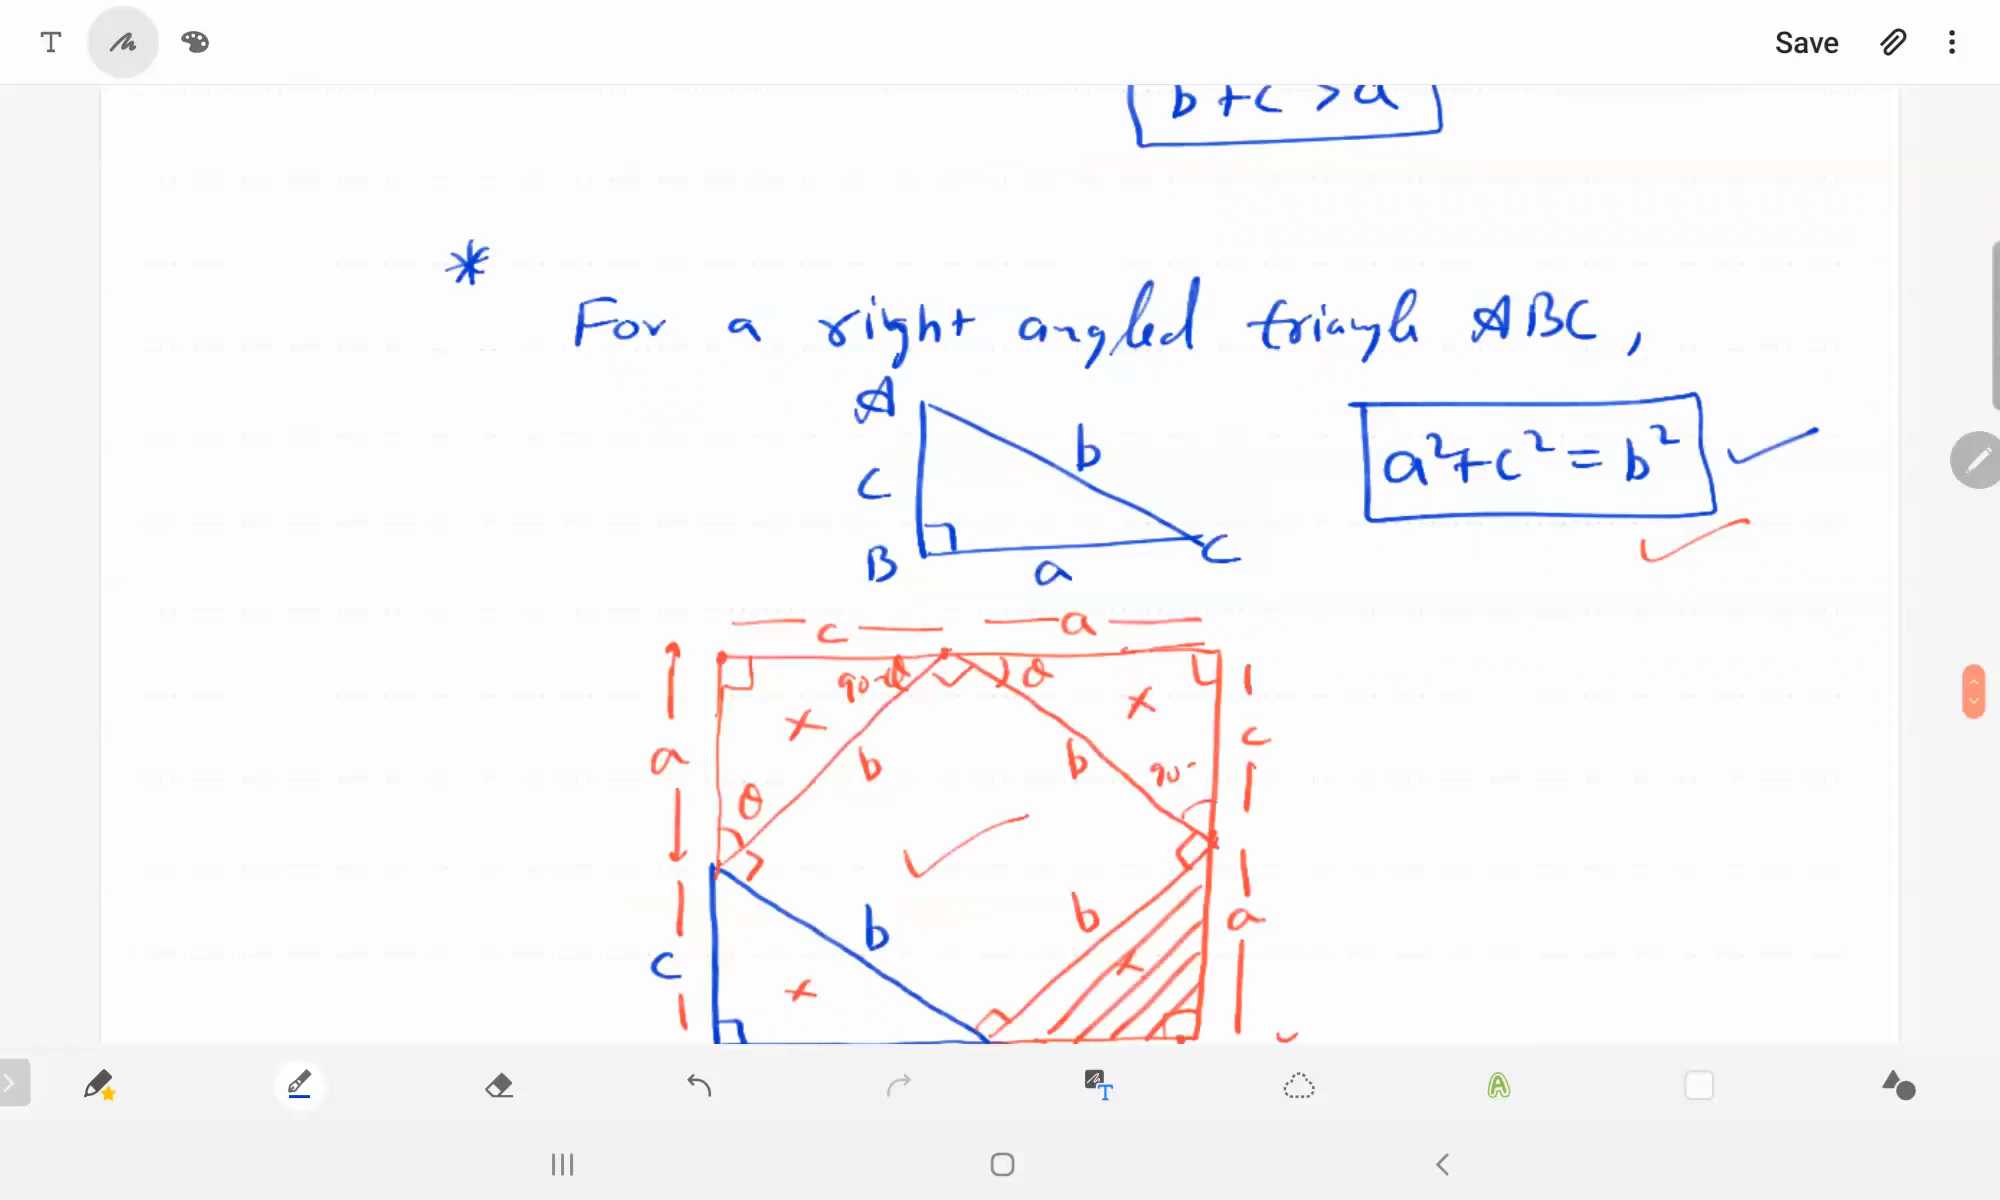 Save
b+c>a
* For a right angled triangle ABC,
A
b
c
a²+c² = b²
B
C
a
c
a
90-θ
θ
c
a
b
b
90-
θ
b
b
a
c